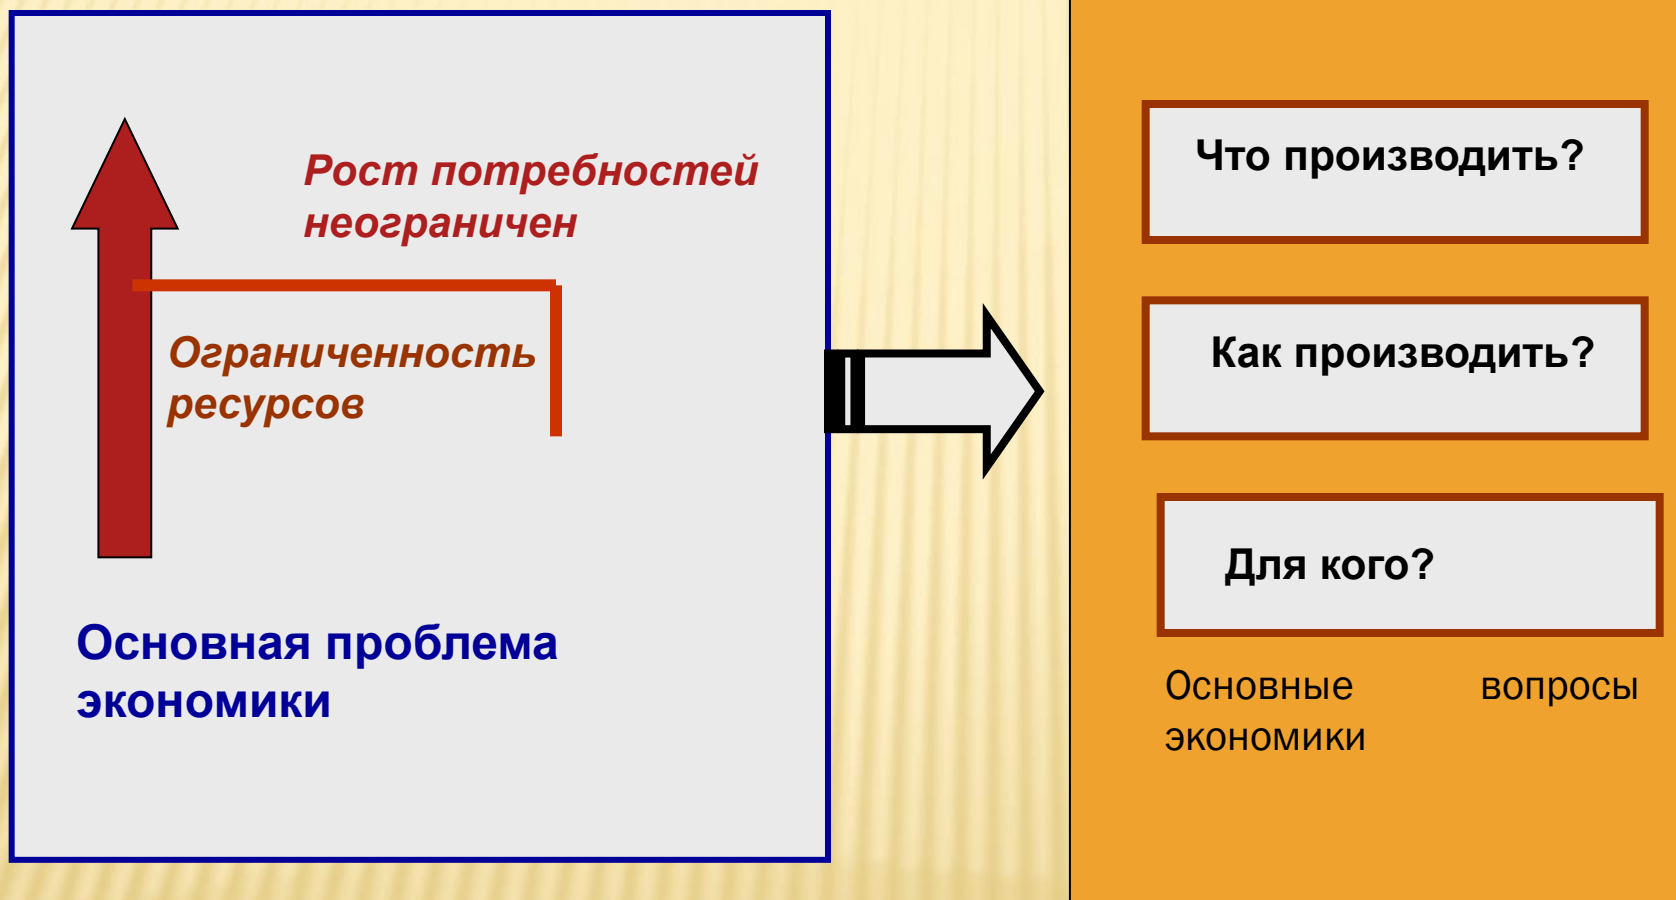 Рост потребностей
неограничен
Ограниченность
ресурсов
Основная проблема
экономики
Что производить?
Как производить?
Для кого?
Основные вопросы
экономики